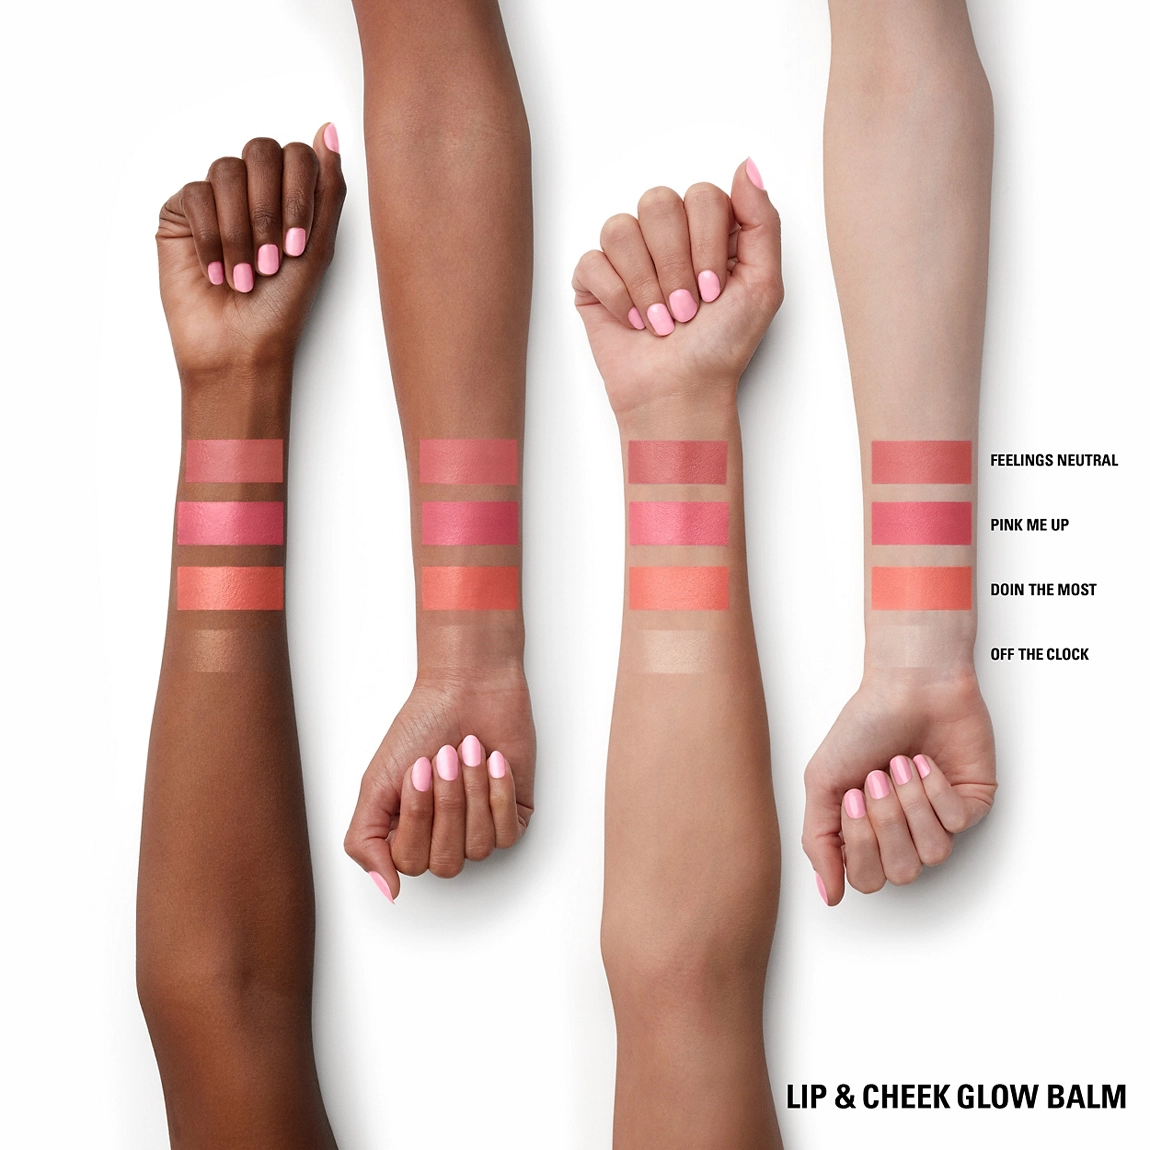 FEELINGS NEUTRAL
PINK ME UP
DOIN THE MOST
OFF THE CLOCK
LIP & CHEEK GLOW BALM